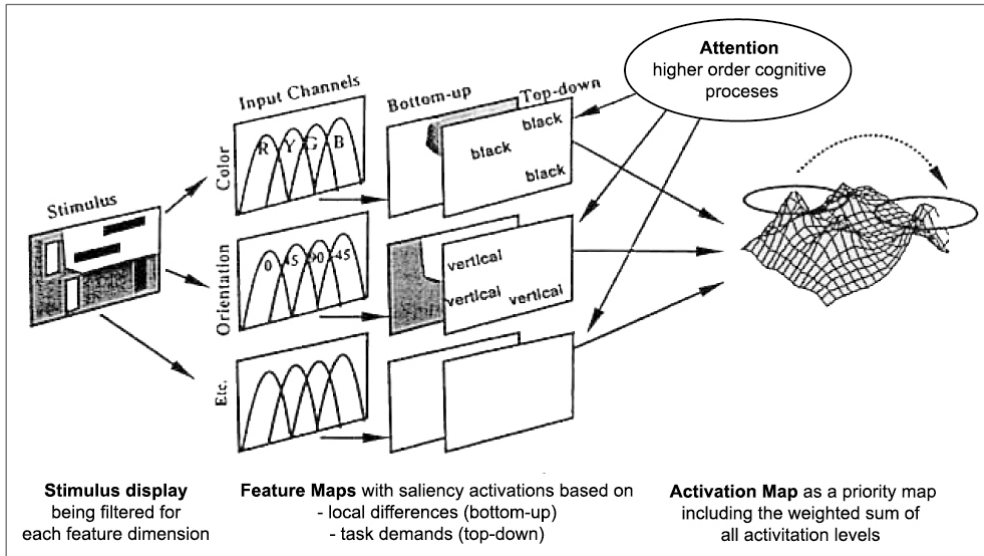 Attention
higher order cognitive
proceses
Input Channels
Bottom-up
Top-down
Color
R Y G B
black
black
black
Stimulus
Orientation
0 45 90 -45
vertical
vertical
vertical
Etc.
Stimulus display
being filtered for
each feature dimension
Feature Maps with saliency activations based on
- local differences (bottom-up)
- task demands (top-down)
Activation Map as a priority map
including the weighted sum of
all activitation levels